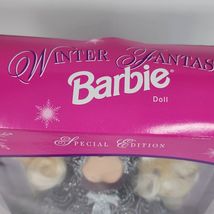 WINTER FANTAS
Barbie
Doll
SPECIAL EDITION